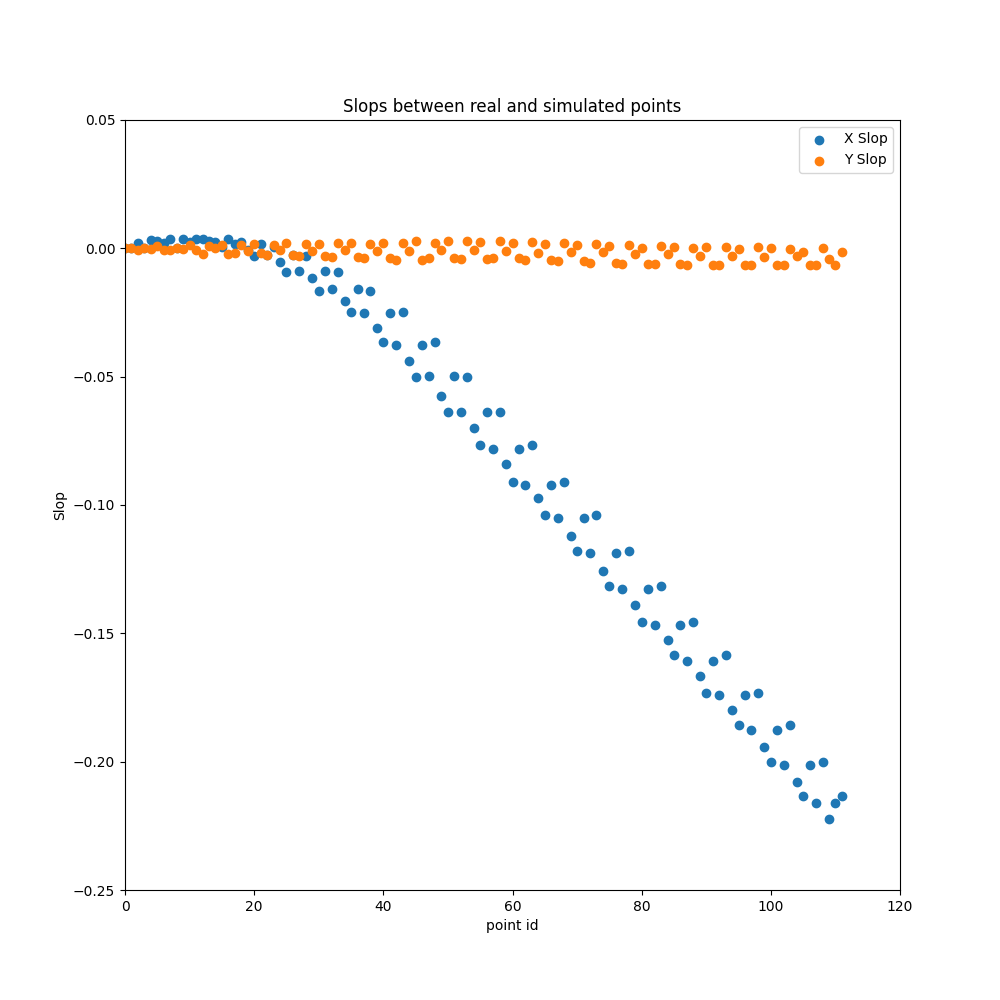 Slops between real and simulated points
0.05
X Slop
Y Slop
0.00
−0.05
−0.10
Slop
−0.15
−0.20
−0.25
0 20 40 60 80 100 120
point id